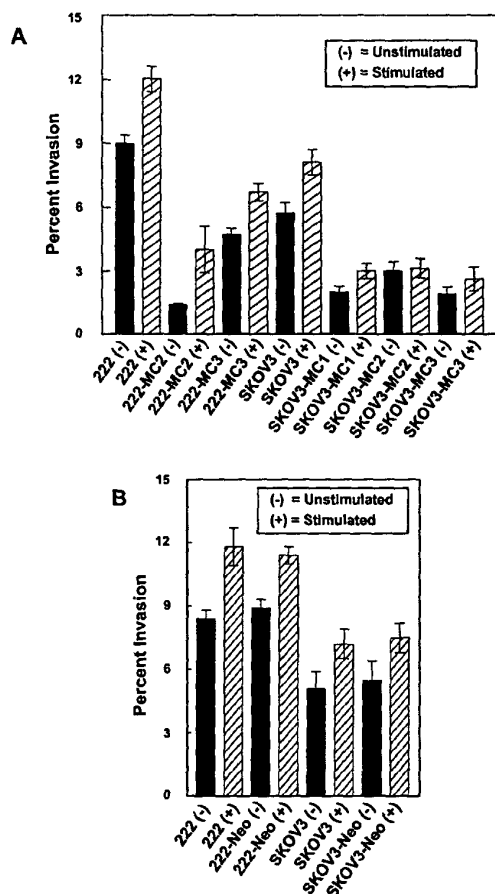 A
15
12
9
6
3
0
Percent Invasion
(-) = Unstimulated
(+) = Stimulated
222 (-)
222 (+)
222-MC2 (-)
222-MC2 (+)
222-MC3 (-)
222-MC3 (+)
SKOV3 (-)
SKOV3 (+)
SKOV3-MC1 (-)
SKOV3-MC1 (+)
SKOV3-MC2 (-)
SKOV3-MC2 (+)
SKOV3-MC3 (-)
SKOV3-MC3 (+)
B
15
12
9
6
3
0
Percent Invasion
(-) = Unstimulated
(+) = Stimulated
222 (-)
222 (+)
222-Neo (-)
222-Neo (+)
SKOV3 (-)
SKOV3 (+)
SKOV3-Neo (-)
SKOV3-Neo (+)